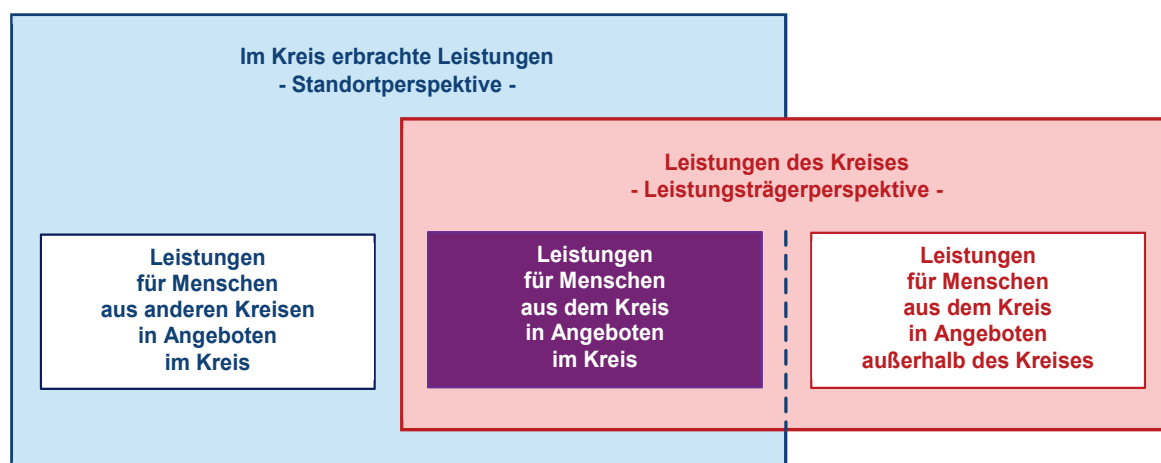 Im Kreis erbrachte Leistungen
- Standortperspektive -
Leistungen des Kreises
- Leistungsträgerperspektive -
Leistungen
für Menschen
aus anderen Kreisen
in Angeboten
im Kreis
Leistungen
für Menschen
aus dem Kreis
in Angeboten
im Kreis
Leistungen
für Menschen
aus dem Kreis
in Angeboten
außerhalb des Kreises